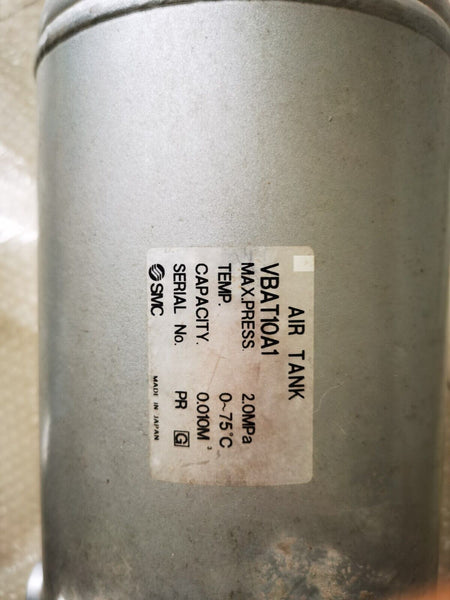 AIR TANK
VBAT10A1
MAX.PRESS. 2.0MPa
TEMP. 0~75°C
CAPACITY. 0.010M³
SERIAL No. PR G
SMC MADE IN JAPAN